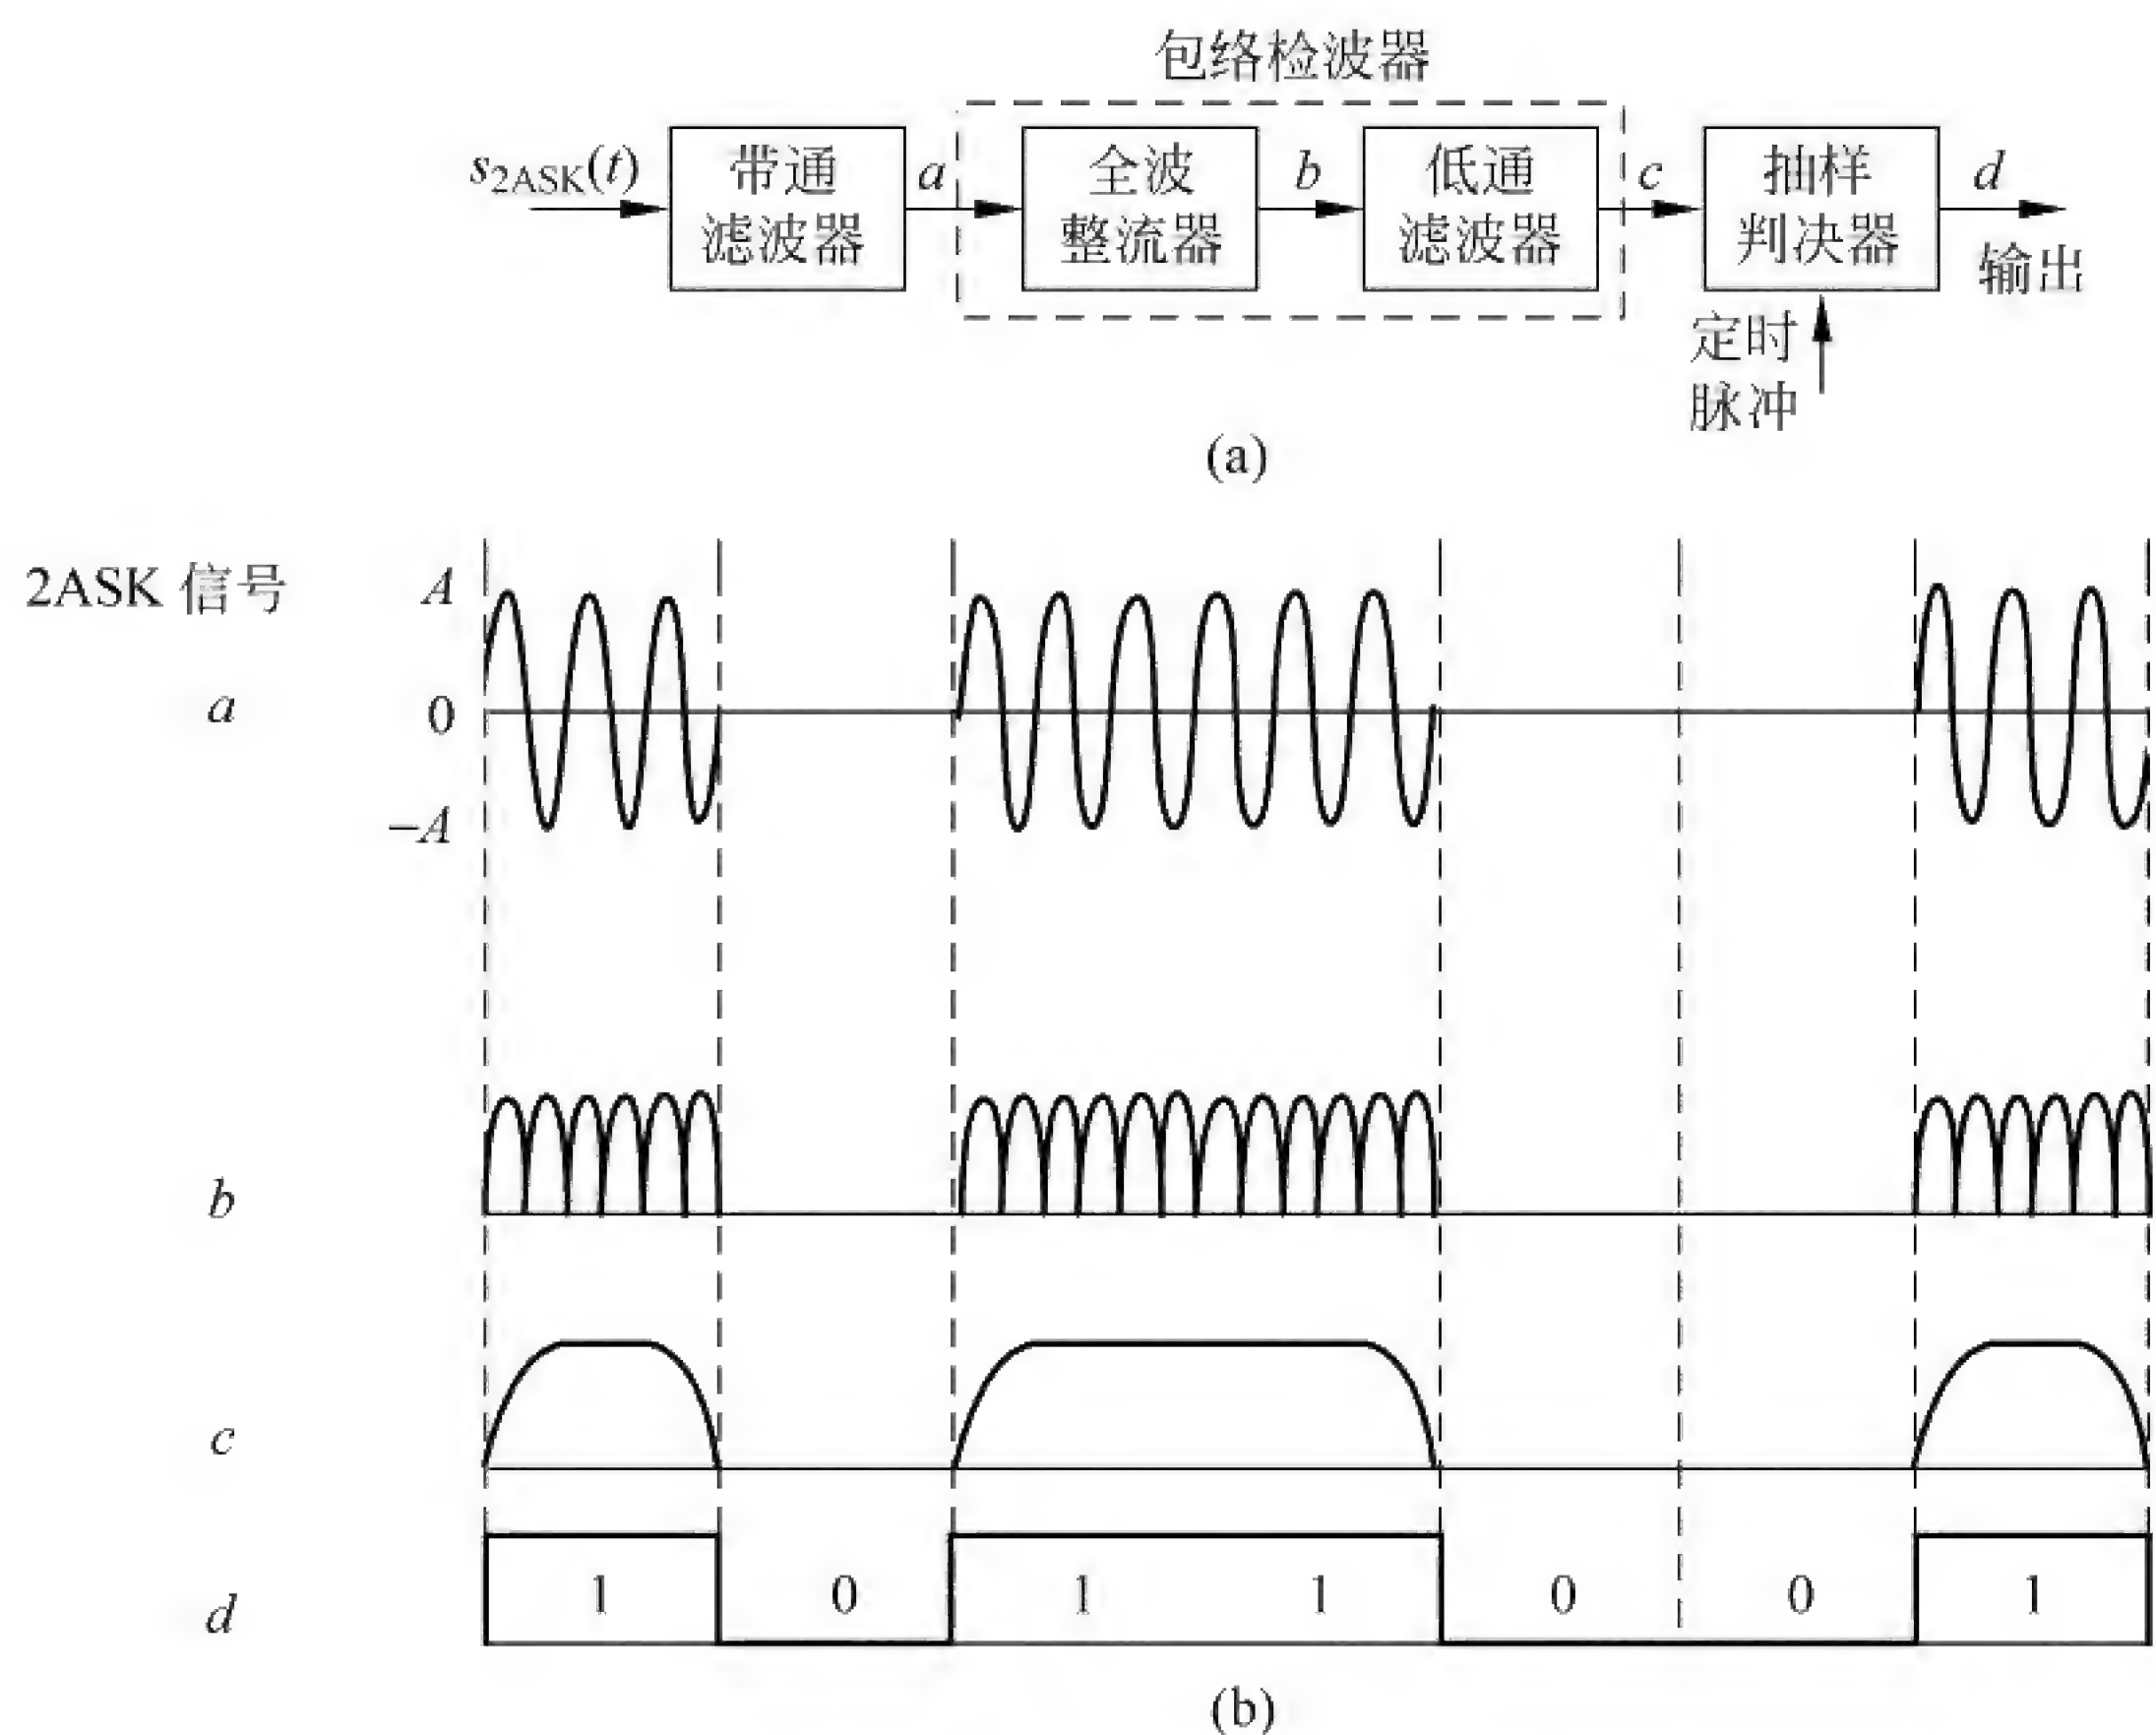 包络检波器
s2ASK(t)
带通
滤波器
a
全波
整流器
b
低通
滤波器
c
抽样
判决器
d
输出
定时
脉冲
(a)
2ASK 信号
A
a
0
−A
b
c
d
1 0 1 1 0 0 1
(b)